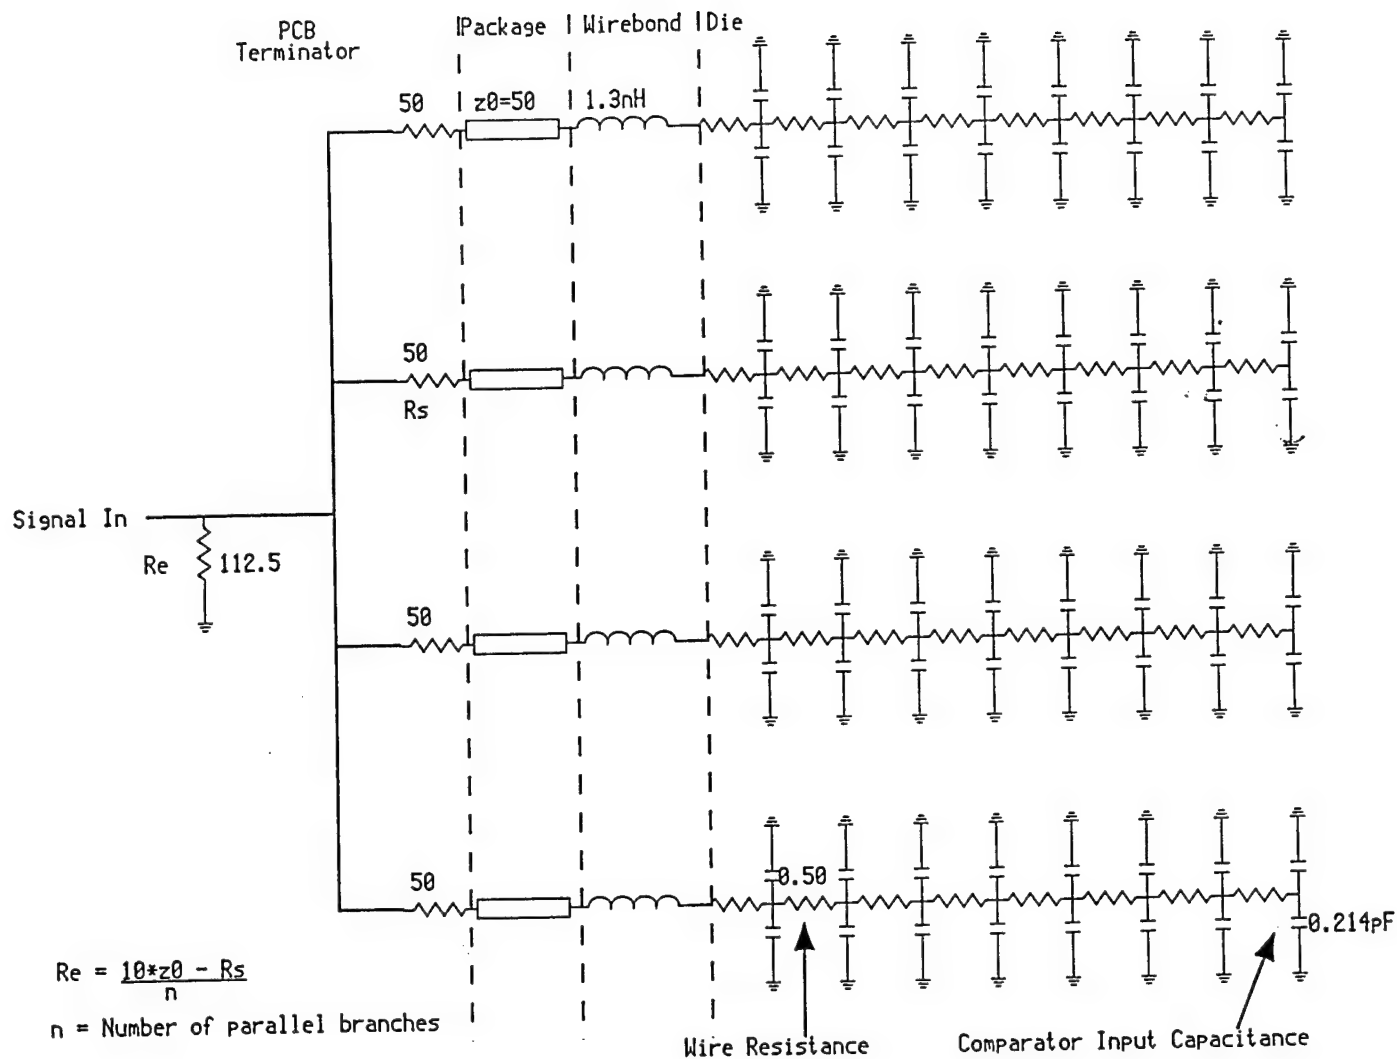 PCB
Terminator
Package
Wirebond
Die
50
z0=50
1.3nH
50
Rs
Signal In
Re
112.5
50
50
0.50
0.214pF
Re = 10*z0 - Rs
n
n = Number of parallel branches
Wire Resistance
Comparator Input Capacitance